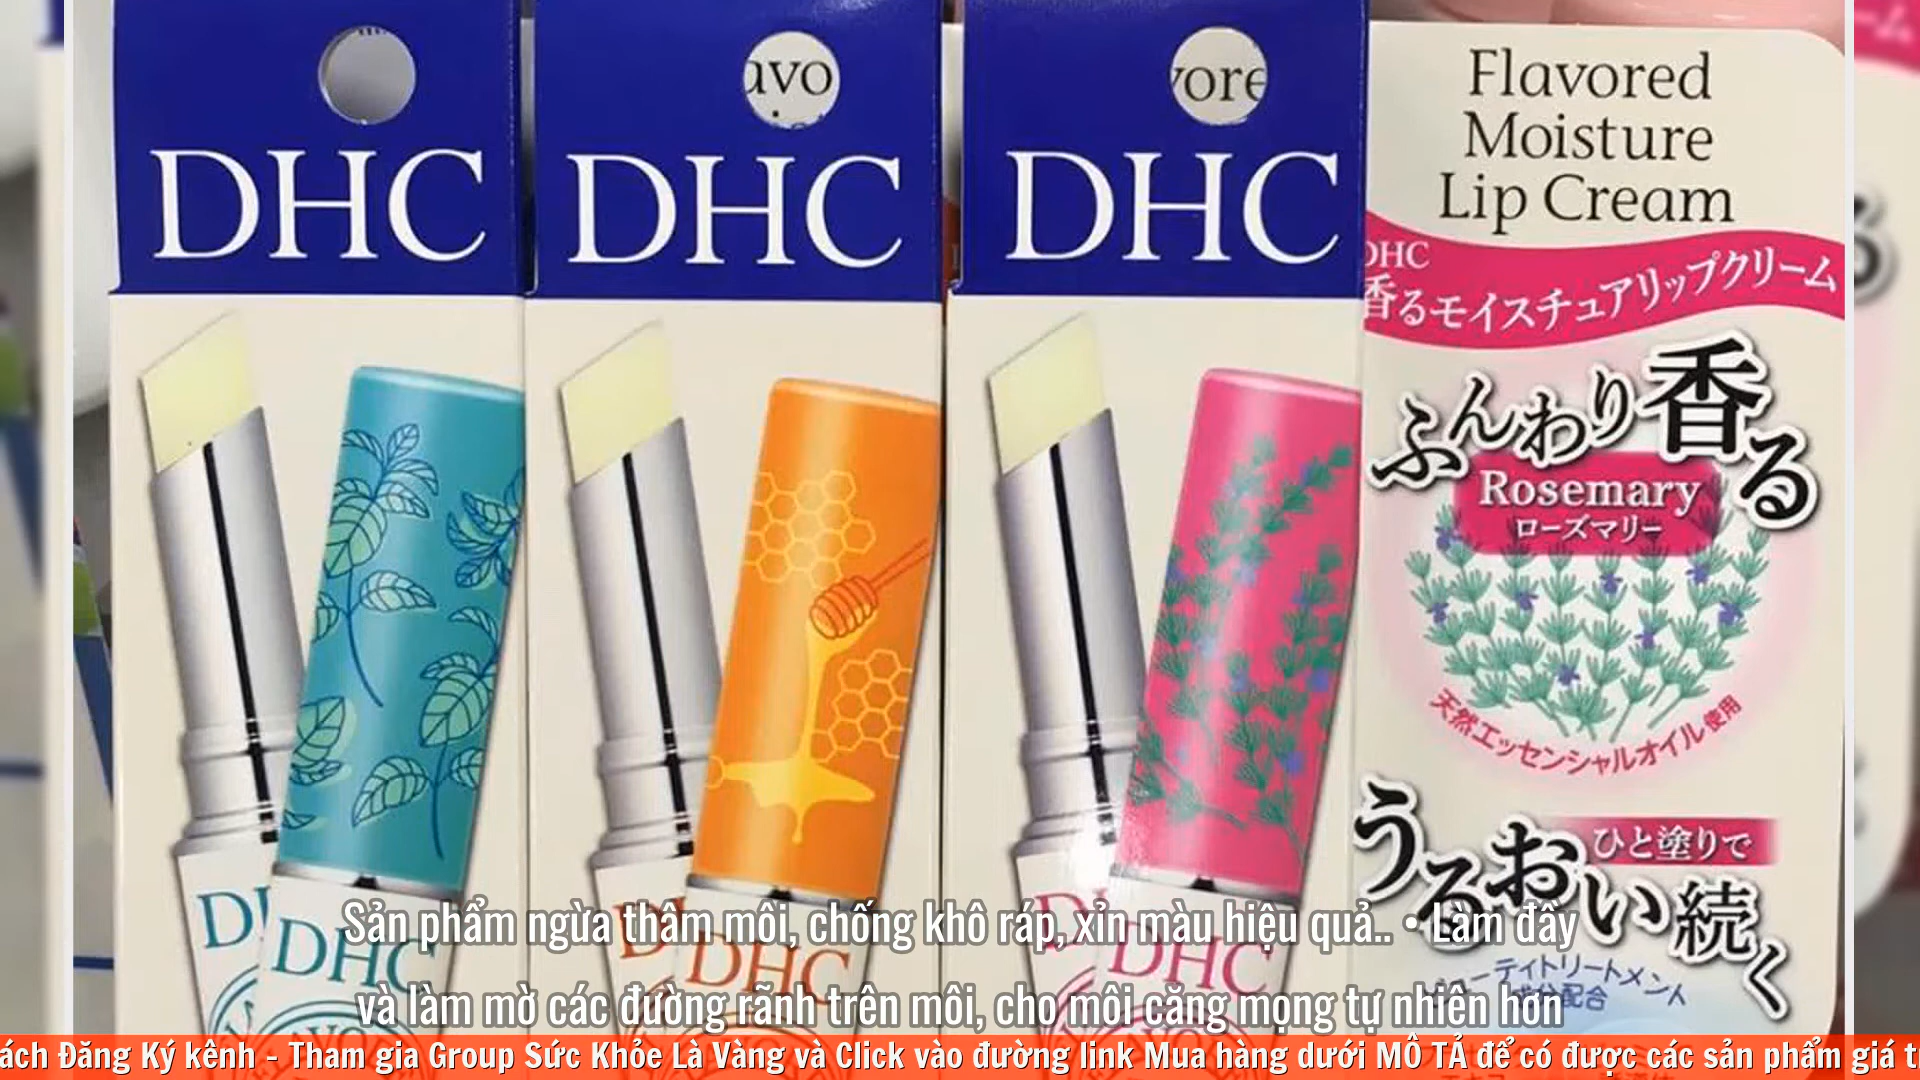 DHC
DHC
DHC
avo
vore
Flavored
Moisture
Lip Cream
DHC
香るモイスチュアリップクリーム
ふんわり香る
Rosemary
ローズマリー
天然エッセンシャルオイル使用
ひと塗りで
うるおい続く
DHC
DHC
DHC
Sản phẩm ngừa thâm môi, chống khô ráp, xỉn màu hiệu quả.. • Làm đầy
và làm mờ các đường rãnh trên môi, cho môi căng mọng tự nhiên hơn
ách Đăng Ký kênh - Tham gia Group Sức Khỏe Là Vàng và Click vào đường link Mua hàng dưới MÔ TẢ để có được các sản phẩm giá t